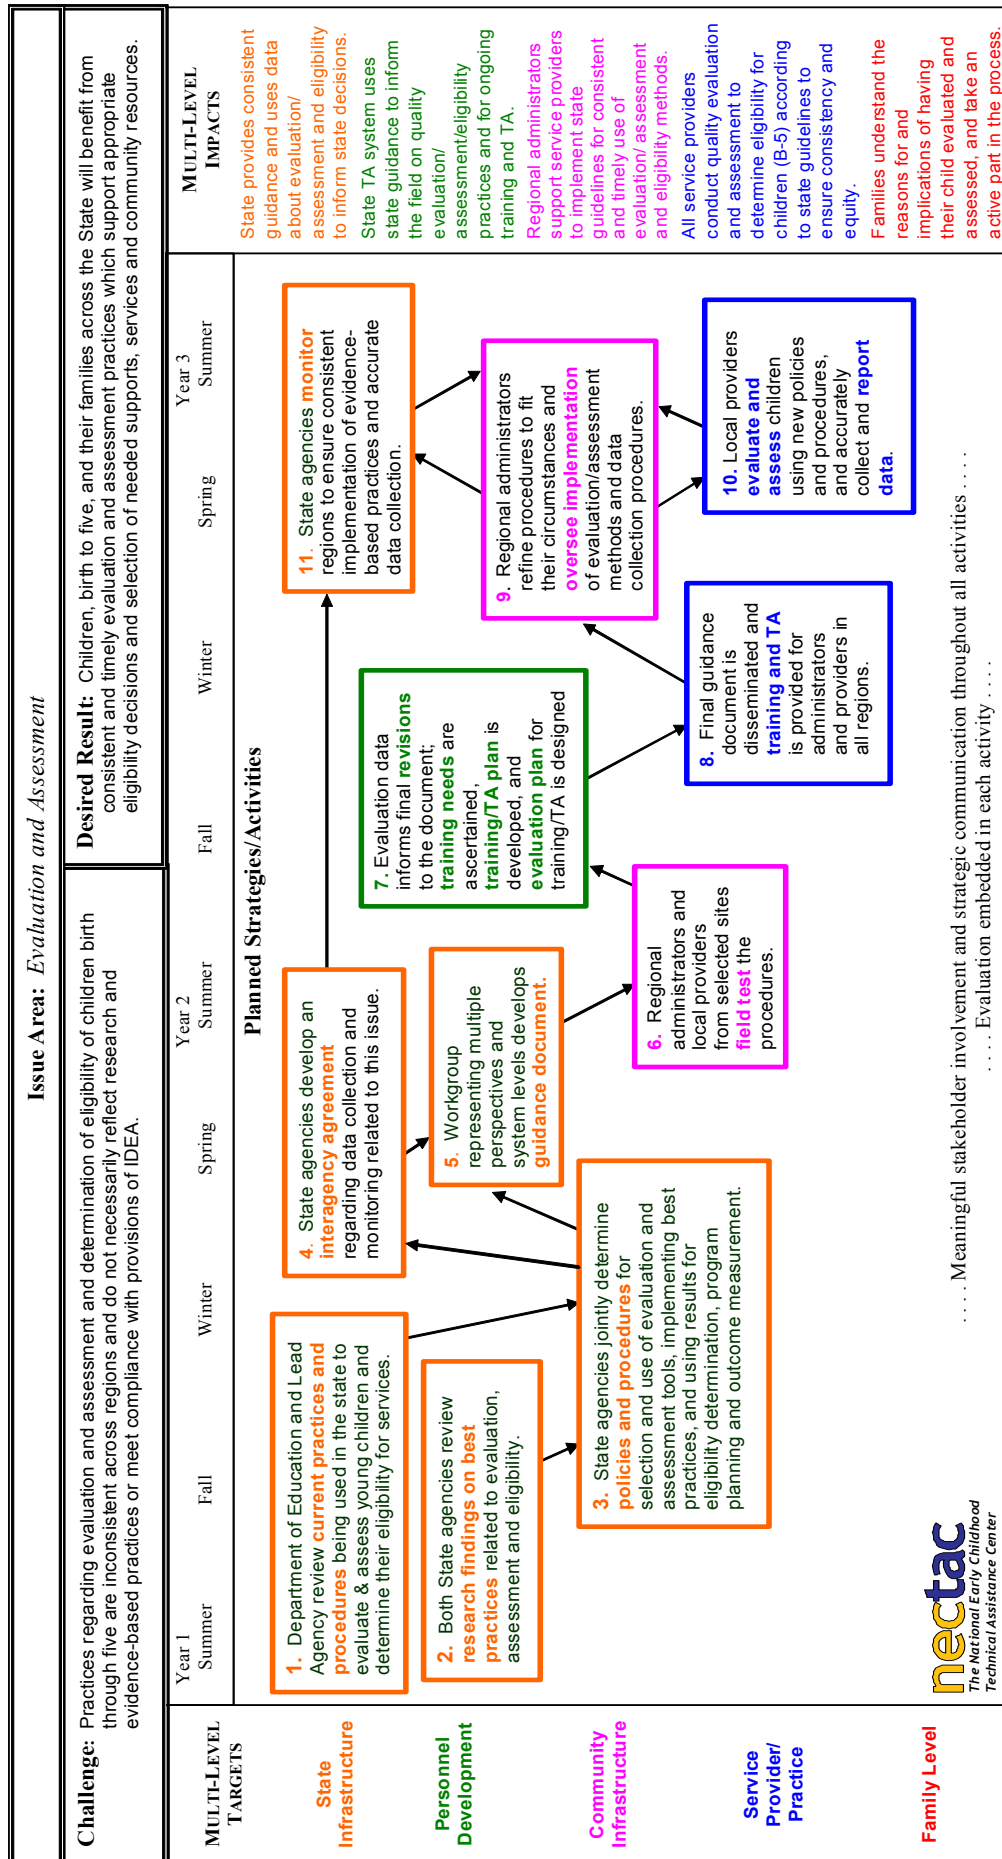 Issue Area: Evaluation and Assessment
Challenge: Practices regarding evaluation and assessment and determination of eligibility of children birth
through five are inconsistent across regions and do not necessarily reflect research and
evidence-based practices or meet compliance with provisions of IDEA.
Desired Result: Children, birth to five, and their families across the State will benefit from
consistent and timely evaluation and assessment practices which support appropriate
eligibility decisions and selection of needed supports, services and community resources.
MULTI-LEVEL
TARGETS
Year 1
Summer
Fall
Winter
Spring
Year 2
Summer
Fall
Winter
Spring
Year 3
Summer
MULTI-LEVEL
IMPACTS
Planned Strategies/Activities
State
Infrastructure
Personnel
Development
Community
Infrastructure
Service
Provider/
Practice
Family Level
1. Department of Education and Lead
Agency review current practices and
procedures being used in the state to
evaluate & assess young children and
determine their eligibility for services.
2. Both State agencies review
research findings on best
practices related to evaluation,
assessment and eligibility.
3. State agencies jointly determine
policies and procedures for
selection and use of evaluation and
assessment tools, implementing best
practices, and using results for
eligibility determination, program
planning and outcome measurement.
4. State agencies develop an
interagency agreement
regarding data collection and
monitoring related to this issue.
5. Workgroup
representing multiple
perspectives and
system levels develops
guidance document.
6. Regional
administrators and
local providers
from selected sites
field test the
procedures.
7. Evaluation data
informs final revisions
to the document;
training needs are
ascertained,
training/TA plan is
developed, and
evaluation plan for
training/TA is designed
8. Final guidance
document is
disseminated and
training and TA
is provided for
administrators
and providers in
all regions.
9. Regional administrators
refine procedures to fit
their circumstances and
oversee implementation
of evaluation/assessment
methods and data
collection procedures.
10. Local providers
evaluate and
assess children
using new policies
and procedures,
and accurately
collect and report
data.
11. State agencies monitor
regions to ensure consistent
implementation of evidence-
based practices and accurate
data collection.
State provides consistent
guidance and uses data
about evaluation/
assessment and eligibility
to inform state decisions.
State TA system uses
state guidance to inform
the field on quality
evaluation/
assessment/eligibility
practices and for ongoing
training and TA.
Regional administrators
support service providers
to implement state
guidelines for consistent
and timely use of
evaluation/ assessment
and eligibility methods.
All service providers
conduct quality evaluation
and assessment to
determine eligibility for
children (B-5) according
to state guidelines to
ensure consistency and
equity.
Families understand the
reasons for and
implications of having
their child evaluated and
assessed, and take an
active part in the process.
. . . . Meaningful stakeholder involvement and strategic communication throughout all activities . . . .
. . . . Evaluation embedded in each activity . . . .
nectac
The National Early Childhood
Technical Assistance Center